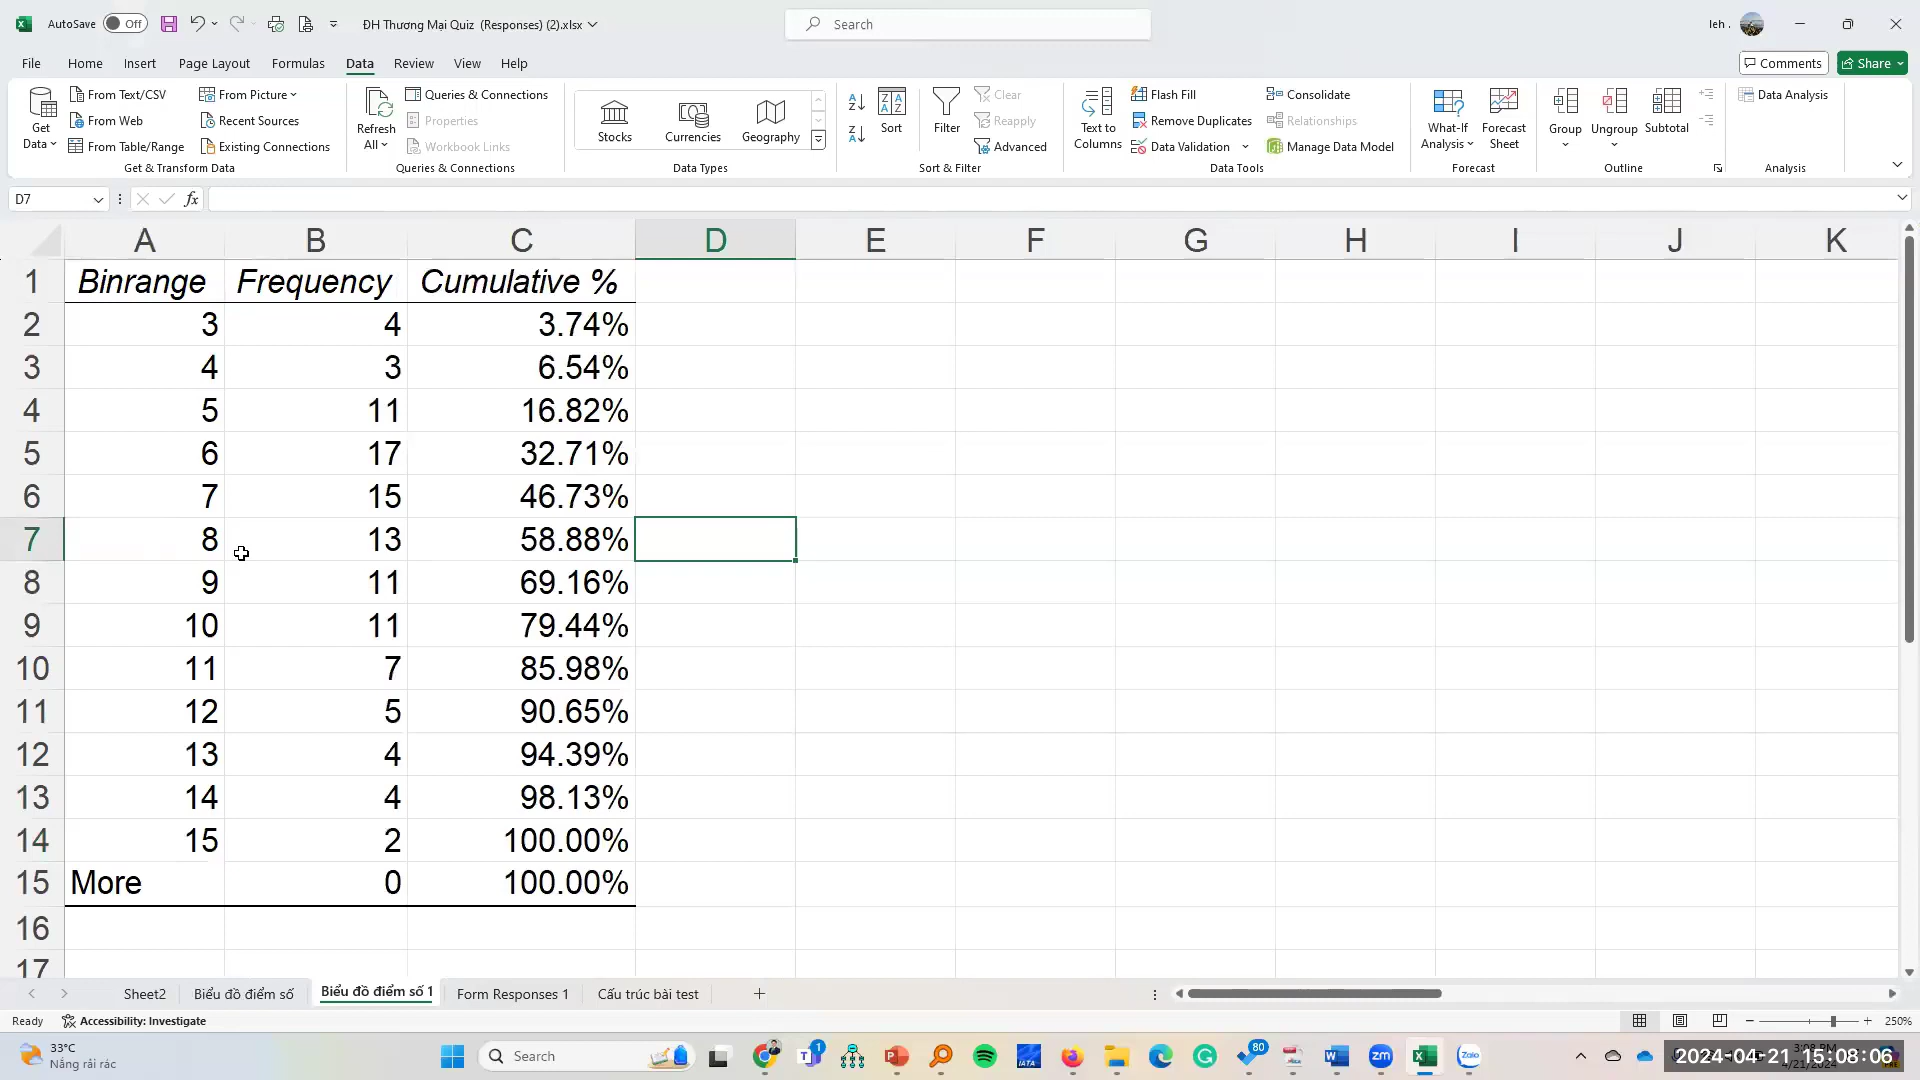 AutoSave Off ĐH Thương Mại Quiz (Responses) (2).xlsx Search leh .
File Home Insert Page Layout Formulas Data Review View Help Comments Share
Get Data From Text/CSV From Web From Table/Range From Picture Recent Sources Existing Connections
Get & Transform Data
Refresh All Queries & Connections Properties Workbook Links
Queries & Connections
Stocks Currencies Geography
Data Types
Sort Filter Clear Reapply Advanced
Sort & Filter
Text to Columns Flash Fill Remove Duplicates Data Validation Consolidate Relationships Manage Data Model
Data Tools
What-If Analysis Forecast Sheet
Forecast
Group Ungroup Subtotal
Outline
Data Analysis
Analysis
D7 fx
A B C D E F G H I J K
1 Binrange Frequency Cumulative %
2 3 4 3.74%
3 4 3 6.54%
4 5 11 16.82%
5 6 17 32.71%
6 7 15 46.73%
7 8 13 58.88%
8 9 11 69.16%
9 10 11 79.44%
10 11 7 85.98%
11 12 5 90.65%
12 13 4 94.39%
13 14 4 98.13%
14 15 2 100.00%
15 More 0 100.00%
16
17
Sheet2 Biểu đồ điểm số Biểu đồ điểm số 1 Form Responses 1 Cấu trúc bài test
Ready Accessibility: Investigate 250%
33°C
Nắng rải rác
Search 1 IATA 80 zm Zalo
2024-04-21 15:08:06